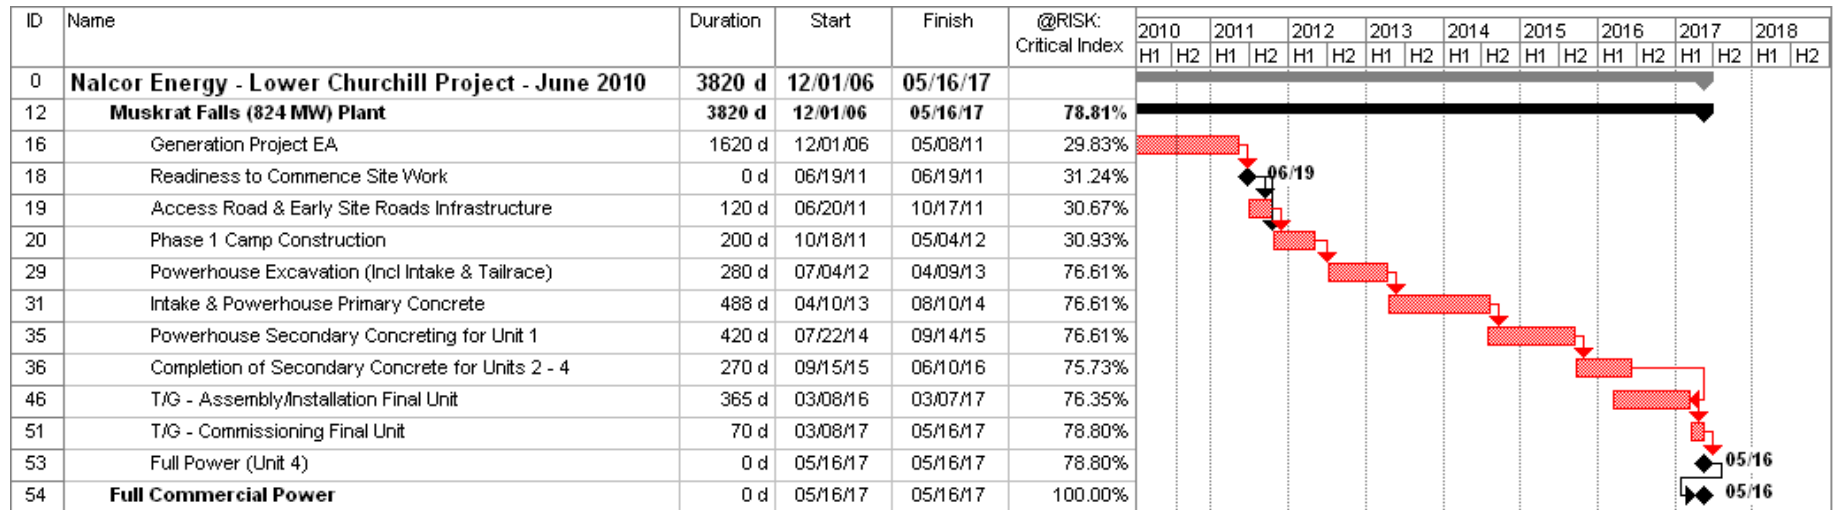 ID Name Duration Start Finish @RISK: Critical Index 2010 2011 2012 2013 2014 2015 2016 2017 2018
H1 H2 H1 H2 H1 H2 H1 H2 H1 H2 H1 H2 H1 H2 H1 H2 H1 H2
0 Nalcor Energy - Lower Churchill Project - June 2010 3820 d 12/01/06 05/16/17
12 Muskrat Falls (824 MW) Plant 3820 d 12/01/06 05/16/17 78.81%
16 Generation Project EA 1620 d 12/01/06 05/08/11 29.83%
18 Readiness to Commence Site Work 0 d 06/19/11 06/19/11 31.24% 06/19
19 Access Road & Early Site Roads Infrastructure 120 d 06/20/11 10/17/11 30.67%
20 Phase 1 Camp Construction 200 d 10/18/11 05/04/12 30.93%
29 Powerhouse Excavation (Incl Intake & Tailrace) 280 d 07/04/12 04/09/13 76.61%
31 Intake & Powerhouse Primary Concrete 488 d 04/10/13 08/10/14 76.61%
35 Powerhouse Secondary Concreting for Unit 1 420 d 07/22/14 09/14/15 76.61%
36 Completion of Secondary Concrete for Units 2 - 4 270 d 09/15/15 06/10/16 75.73%
46 T/G - Assembly/Installation Final Unit 365 d 03/08/16 03/07/17 76.35%
51 T/G - Commissioning Final Unit 70 d 03/08/17 05/16/17 78.80%
53 Full Power (Unit 4) 0 d 05/16/17 05/16/17 78.80% 05/16
54 Full Commercial Power 0 d 05/16/17 05/16/17 100.00% 05/16